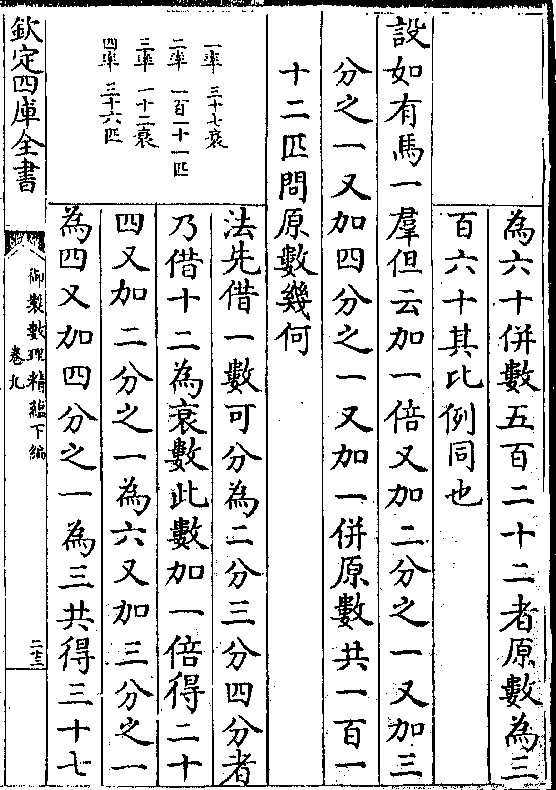 為六十併數五百二十二者原數為三
百六十其比例同也
設如有馬一羣但云加一倍又加二分之一又加三
分之一又加四分之一又加一併原數共一百一
十二匹問原數幾何
法先借一數可分為二分三分四分者
乃借十二為衰數此數加一倍得二十
四又加二分之一為六又加三分之一
為四又加四分之一為三共得三十七
一率 三十七衰
二率 一百一十一匹
三率 一十二衰
四率 三十六匹
欽定四庫全書
御製數理精蘊下編
卷九
二十三